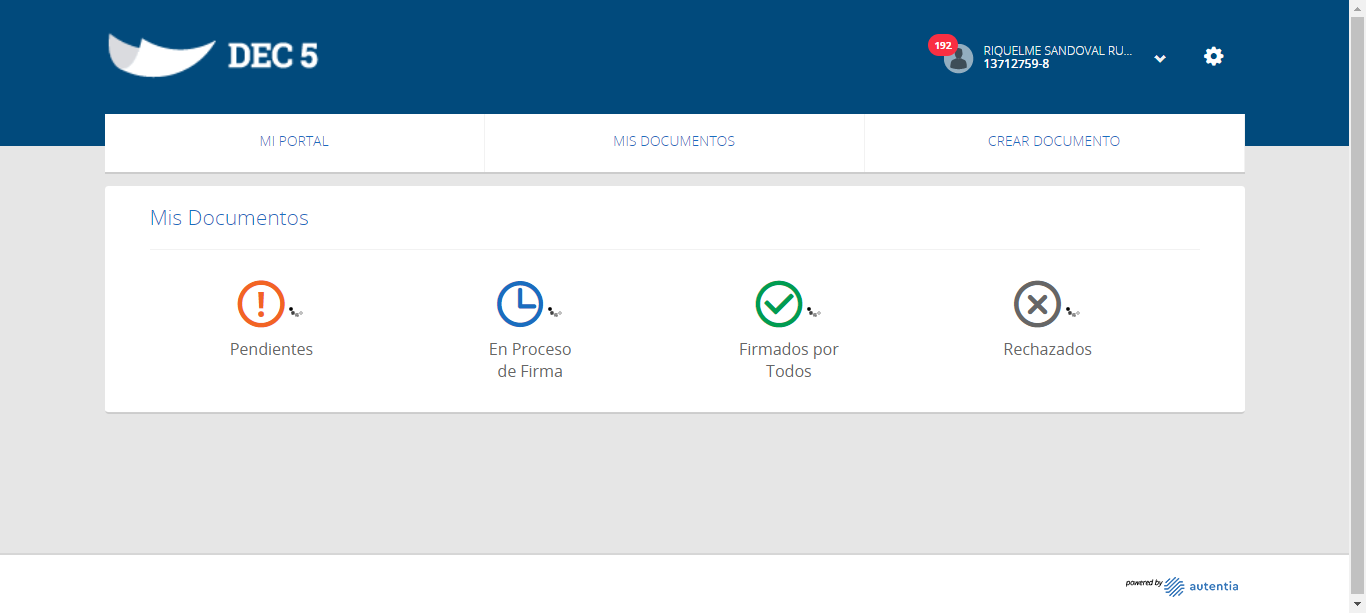 DEC 5
192
RIQUELME SANDOVAL RU...
13712759-8
MI PORTAL
MIS DOCUMENTOS
CREAR DOCUMENTO
Mis Documentos
Pendientes
En Proceso
de Firma
Firmados por
Todos
Rechazados
powered by
autentia